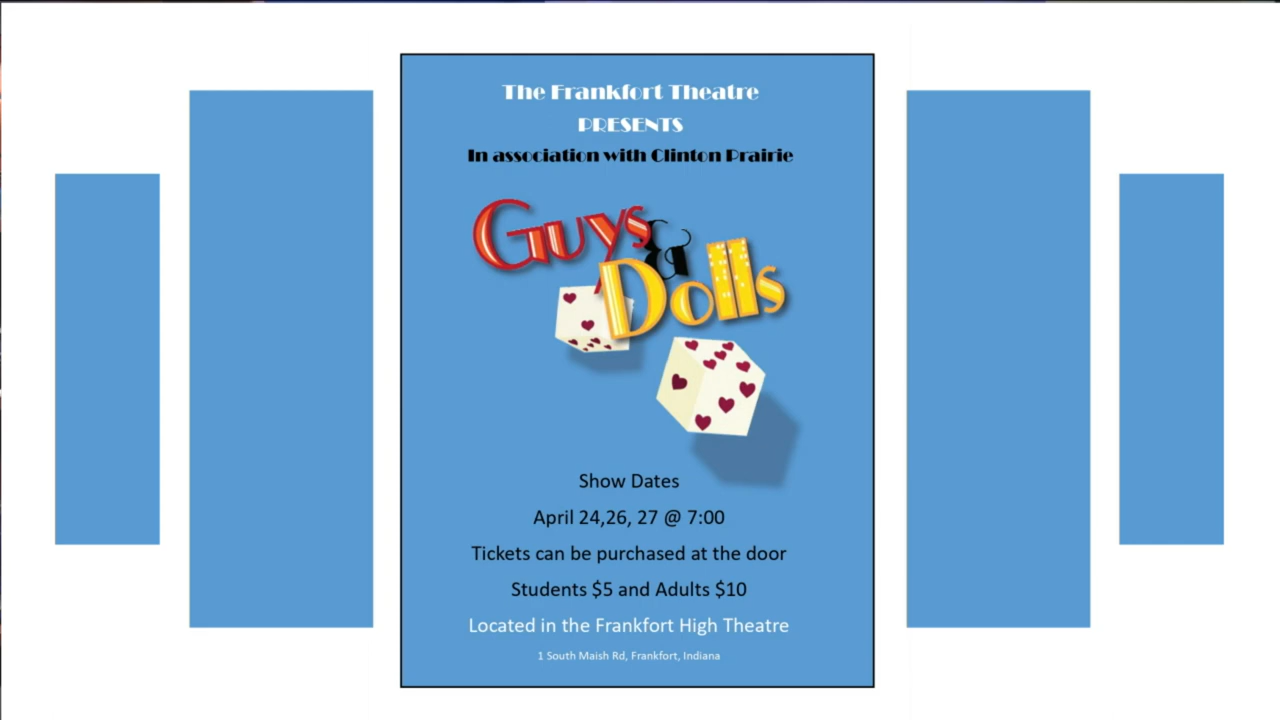 The Frankfort Theatre
PRESENTS
In association with Clinton Prairie
Guys
&
Dolls
Show Dates
April 24,26, 27 @ 7:00
Tickets can be purchased at the door
Students $5 and Adults $10
Located in the Frankfort High Theatre
1 South Maish Rd, Frankfort, Indiana